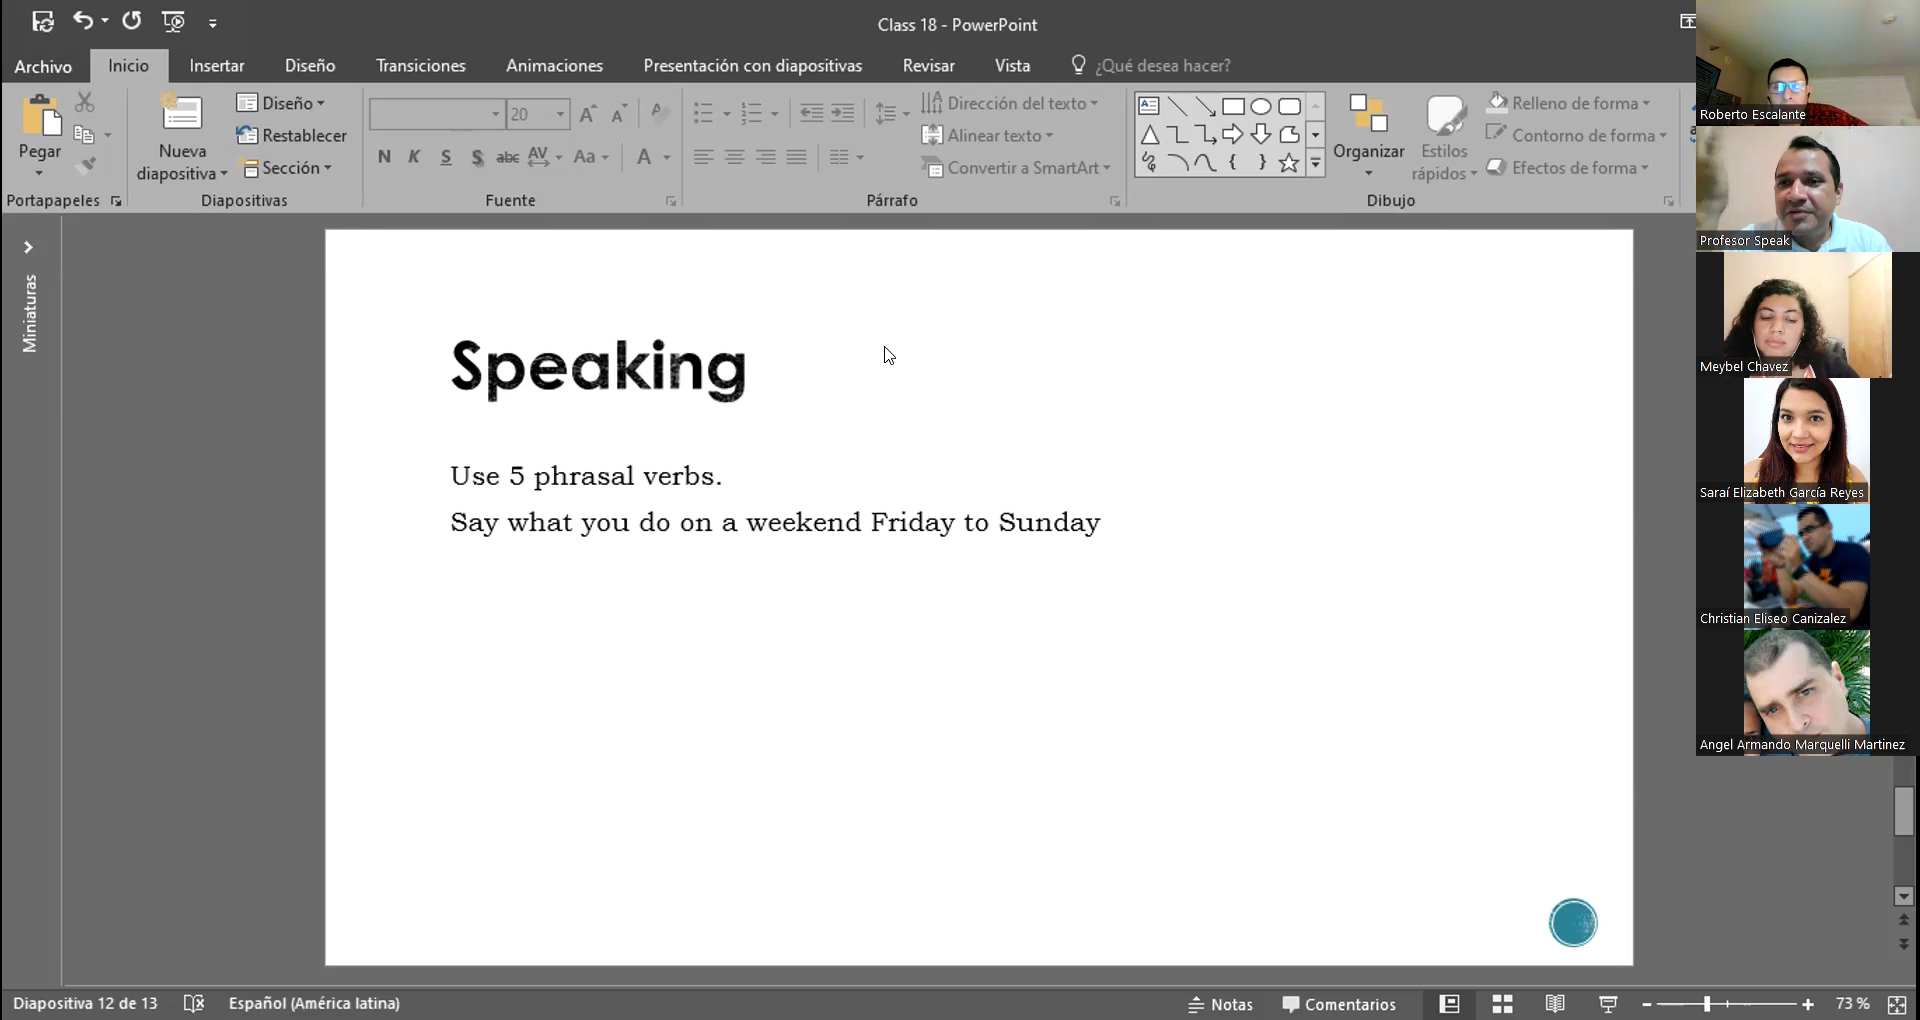 Class 18 - PowerPoint
Archivo Inicio Insertar Diseño Transiciones Animaciones Presentación con diapositivas Revisar Vista ¿Qué desea hacer?
Pegar
Portapapeles
Nueva
diapositiva
Diseño
Restablecer
Sección
Diapositivas
20
N K S S abc AV Aa A
Fuente
Dirección del texto
Alinear texto
Convertir a SmartArt
Párrafo
Organizar
Estilos
rápidos
Relleno de forma
Contorno de forma
Efectos de forma
Dibujo
Miniaturas
Speaking
Use 5 phrasal verbs.
Say what you do on a weekend Friday to Sunday
Roberto Escalante
Profesor Speak
Meybel Chavez
Saraí Elizabeth García Reyes
Christian Eliseo Canizalez
Angel Armando Marquelli Martinez
Diapositiva 12 de 13 Español (América latina) Notas Comentarios 73 %